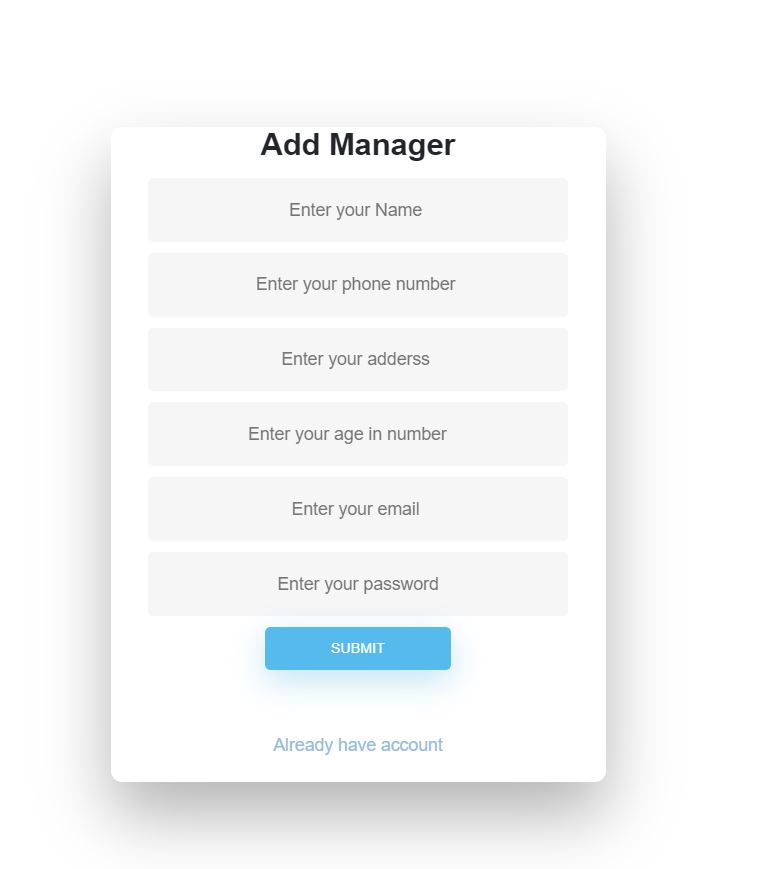 Add Manager
Enter your Name
Enter your phone number
Enter your adderss
Enter your age in number
Enter your email
Enter your password
SUBMIT
Already have account